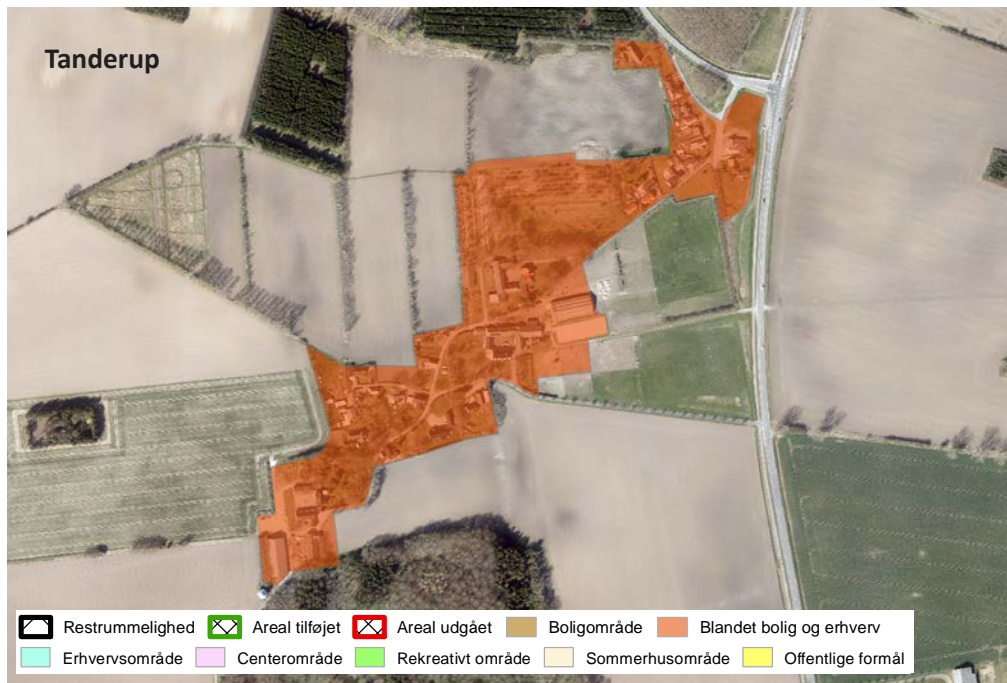 Tanderup
Restrummelighed Areal tilføjet Areal udgået Boligområde Blandet bolig og erhverv
Erhvervsområde Centerområde Rekreativt område Sommerhusområde Offentlige formål